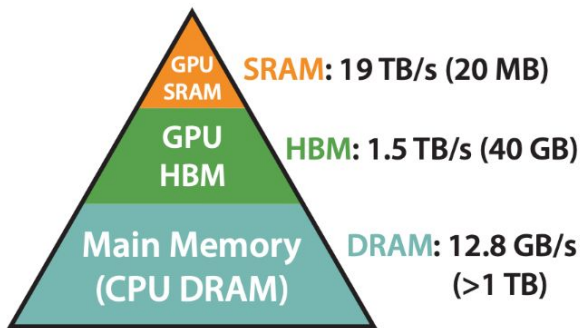 GPU
SRAM
SRAM: 19 TB/s (20 MB)
GPU
HBM
HBM: 1.5 TB/s (40 GB)
Main Memory
(CPU DRAM)
DRAM: 12.8 GB/s
(>1 TB)